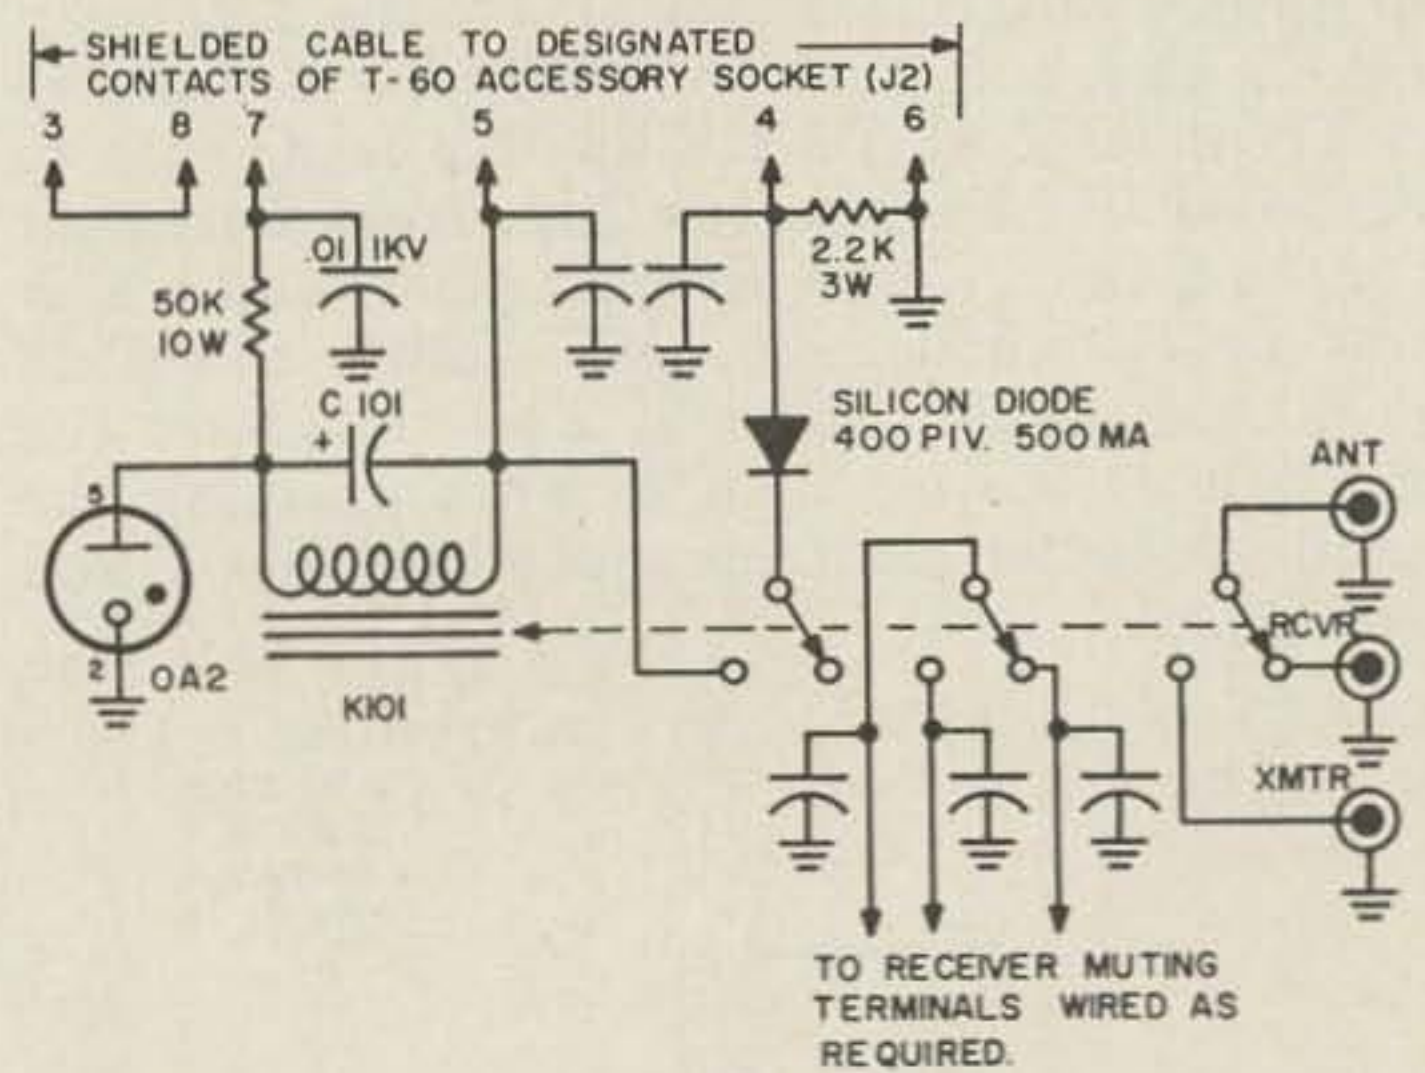 SHIELDED CABLE TO DESIGNATED
CONTACTS OF T-60 ACCESSORY SOCKET (J2)
3 8 7 5 4 6
.01 1KV
2.2K
3W
50K
10W
C 101
+
SILICON DIODE
400 PIV. 500 MA
ANT
5
RCVR
2
OA2
K101
XMTR
TO RECEIVER MUTING
TERMINALS WIRED AS
REQUIRED.